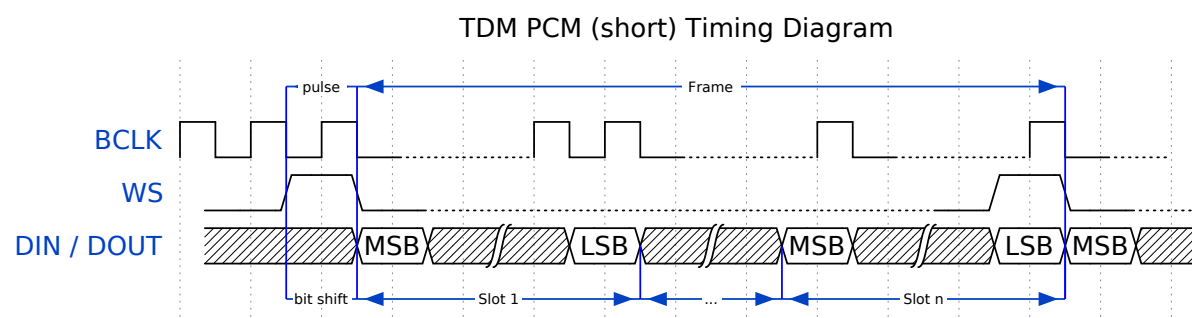 TDM PCM (short) Timing Diagram
pulse Frame
BCLK
WS
DIN / DOUT MSB LSB MSB LSB MSB
bit shift Slot 1 ... Slot n